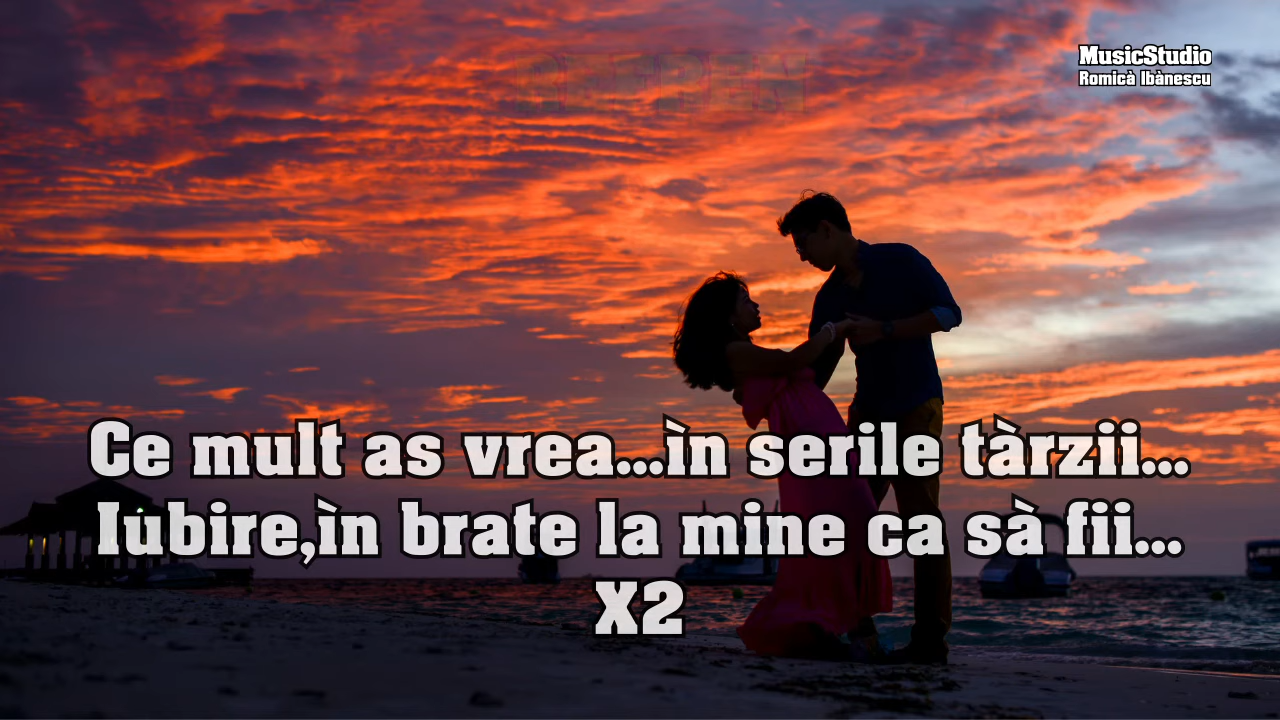 MusicStudio
Romicà Ibànescu
REFREN
Ce mult as vrea...ìn serile tàrzii...
Iubire,ìn brate la mine ca sà fii...
X2